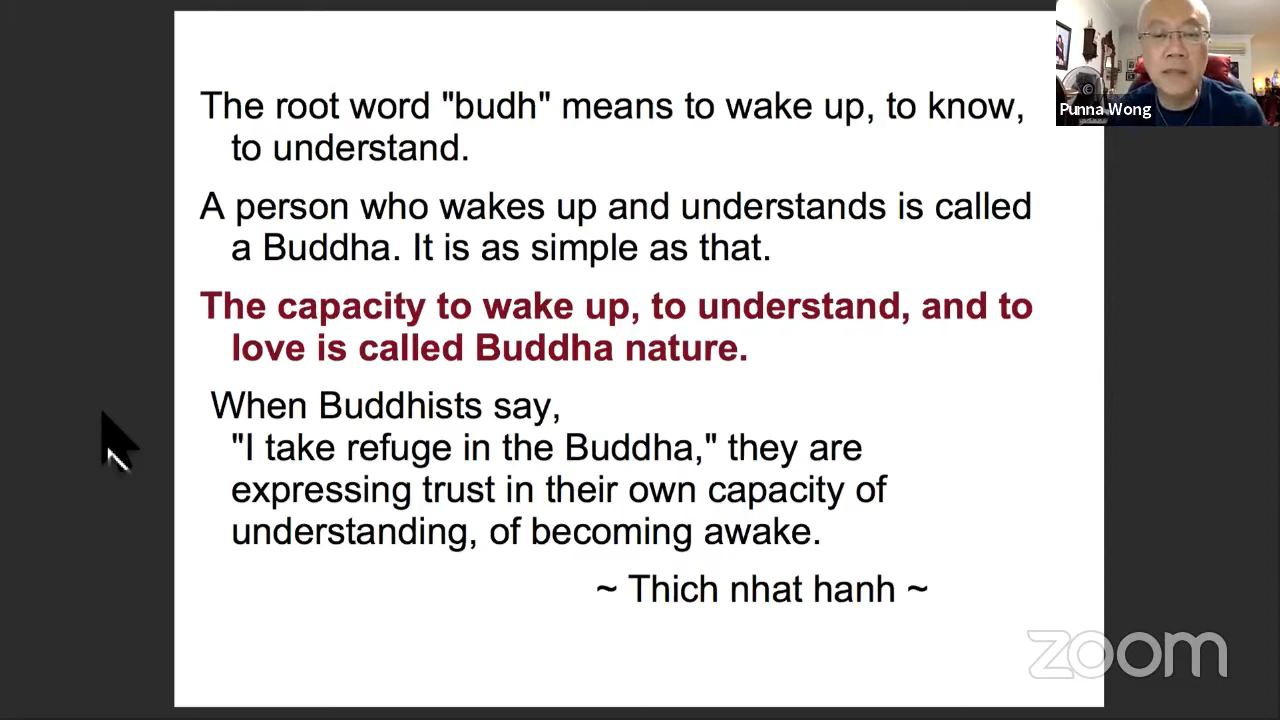 The root word "budh" means to wake up, to know,
to understand.
A person who wakes up and understands is called
a Buddha. It is as simple as that.
The capacity to wake up, to understand, and to
love is called Buddha nature.
When Buddhists say,
"I take refuge in the Buddha," they are
expressing trust in their own capacity of
understanding, of becoming awake.
~ Thich nhat hanh ~
Punna Wong
zoom